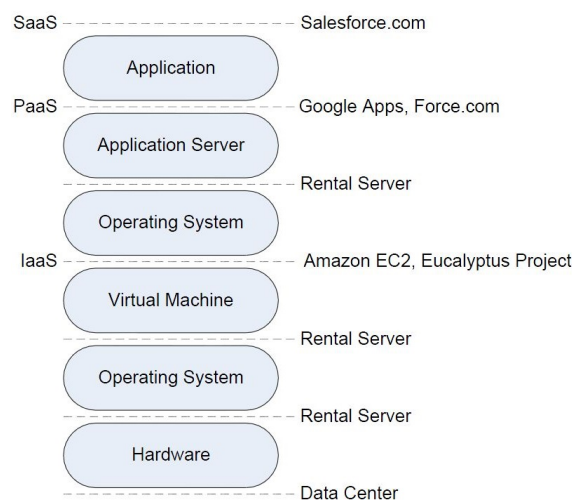 SaaS Salesforce.com
Application
PaaS Google Apps, Force.com
Application Server
Rental Server
Operating System
IaaS Amazon EC2, Eucalyptus Project
Virtual Machine
Rental Server
Operating System
Rental Server
Hardware
Data Center